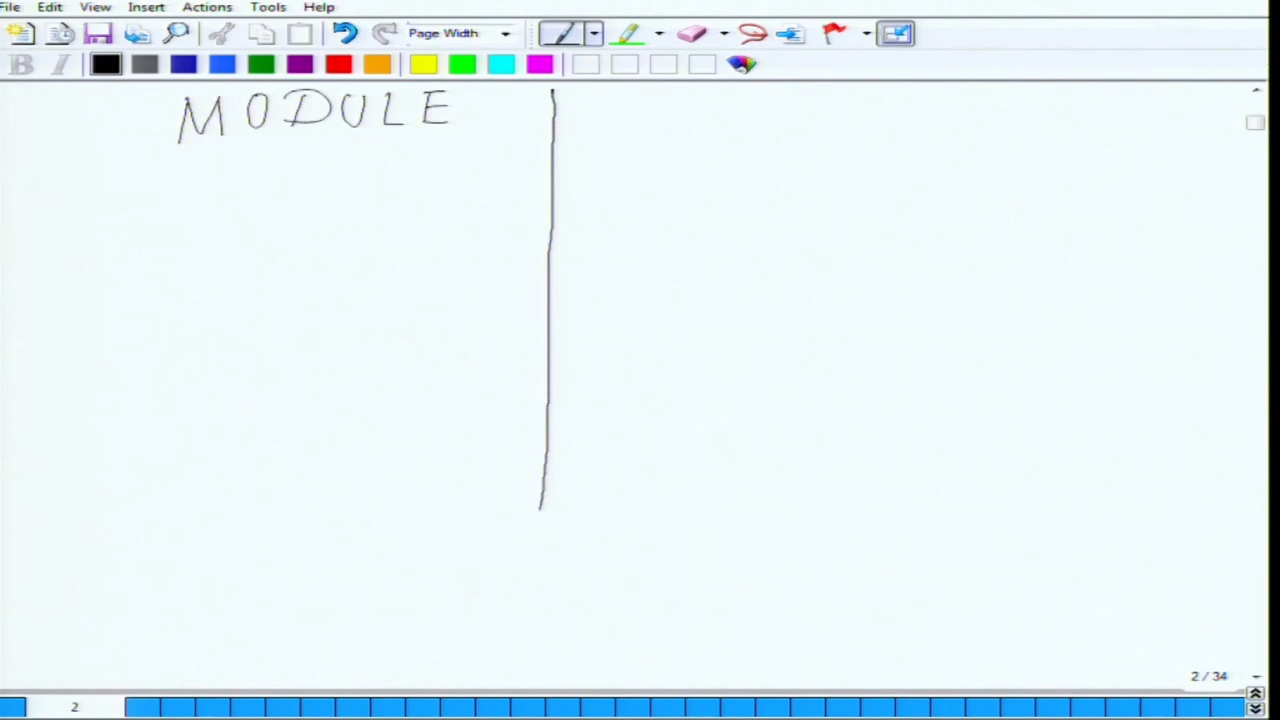 File Edit View Insert Actions Tools Help
Page Width
B I
MODULE
2 / 34
2